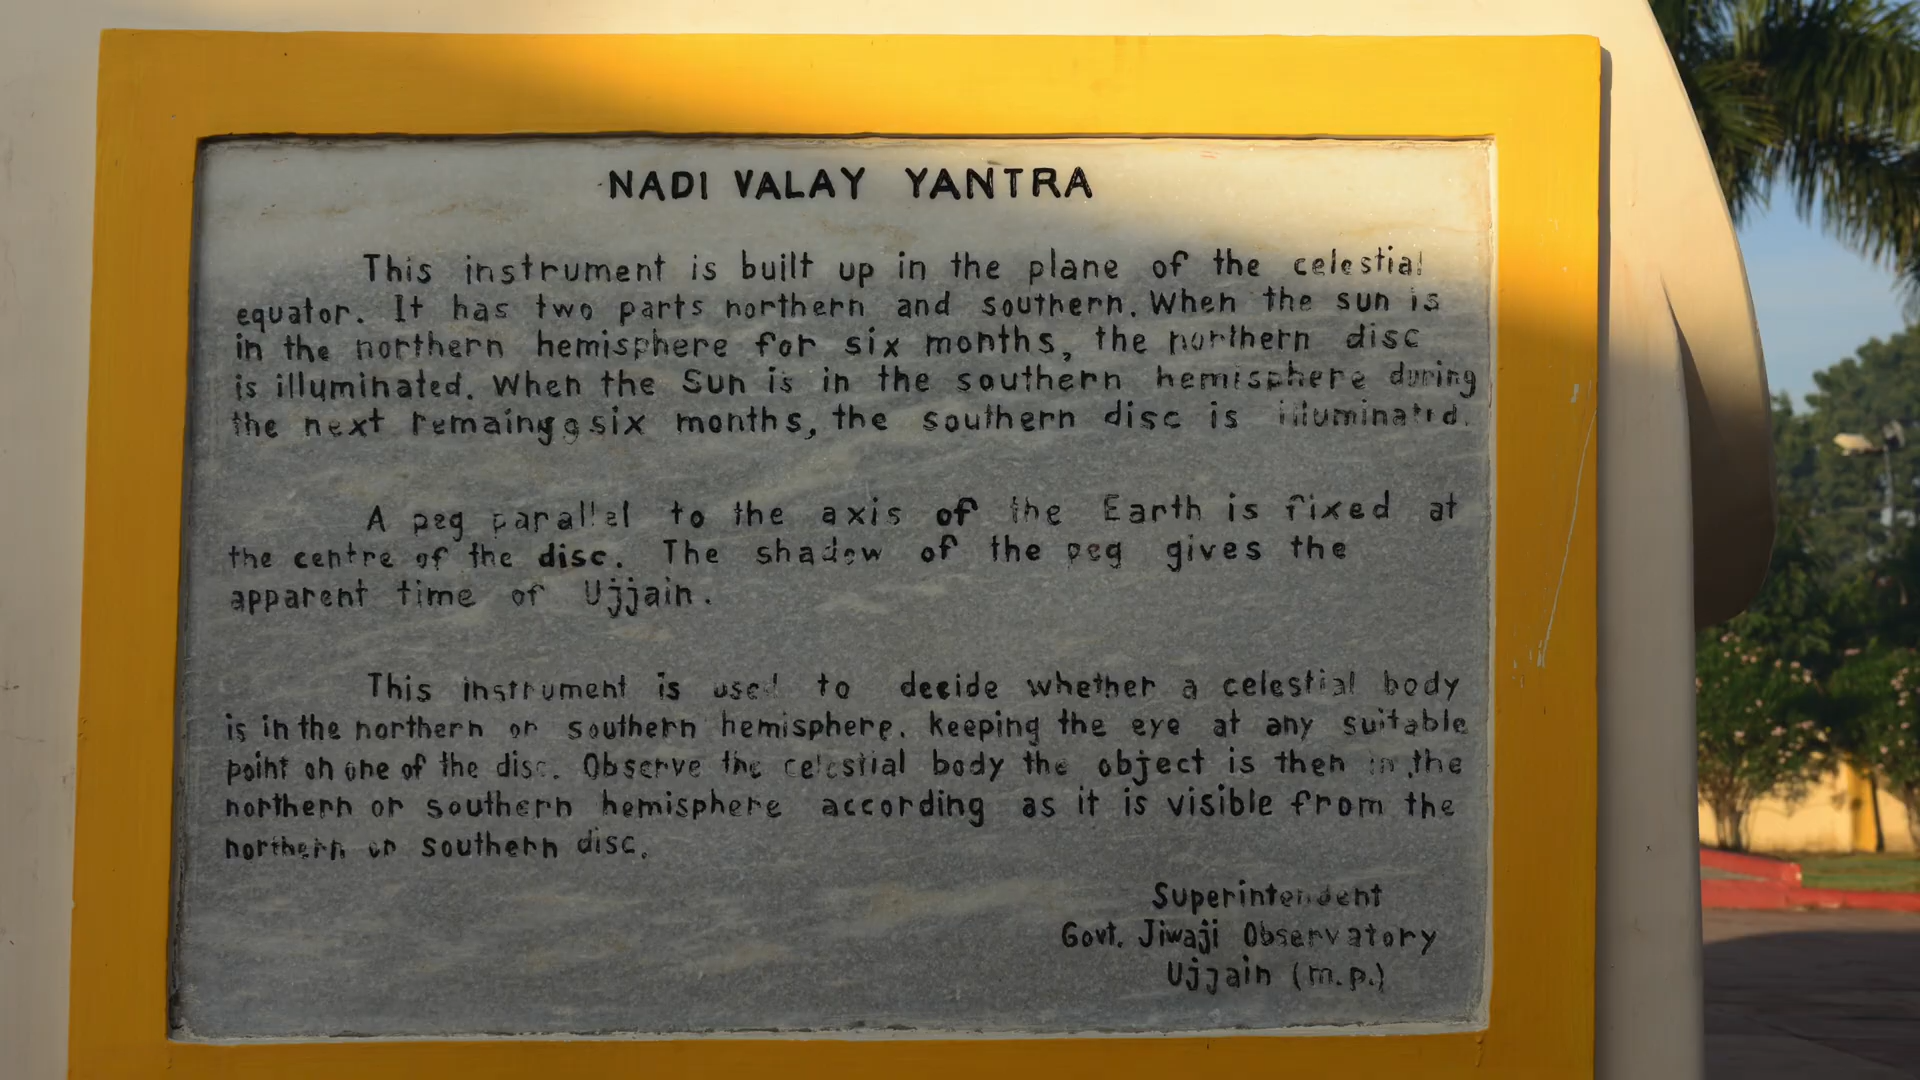 NADI VALAY YANTRA
This instrument is built up in the plane of the celestial
equator. It has two parts northern and southern. When the sun is
in the northern hemisphere for six months, the northern disc
is illuminated. When the Sun is in the southern hemisphere during
the next remaingg six months, the southern disc is illuminated.
A peg parallel to the axis of the Earth is fixed at
the centre of the disc. The shadow of the peg gives the
apparent time of Ujjain.
This instrument is used to decide whether a celestial body
is in the northern or southern hemisphere. Keeping the eye at any suitable
point on one of the disc. Observe the celestial body the object is then in the
northern or southern hemisphere according as it is visible from the
northern or southern disc.
Superintendent
Govt. Jiwaji Observatory
Ujjain (m.p.)